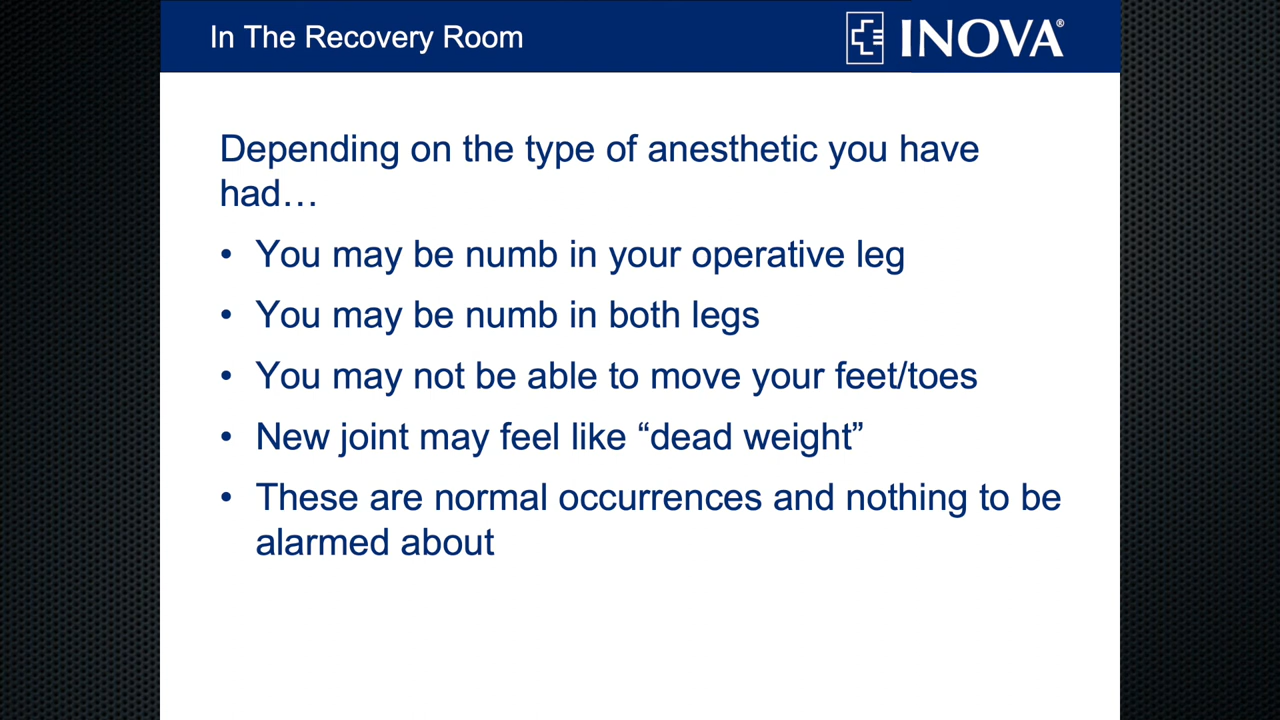 In The Recovery Room
INOVA®
Depending on the type of anesthetic you have
had…
• You may be numb in your operative leg
• You may be numb in both legs
• You may not be able to move your feet/toes
• New joint may feel like “dead weight”
• These are normal occurrences and nothing to be
alarmed about